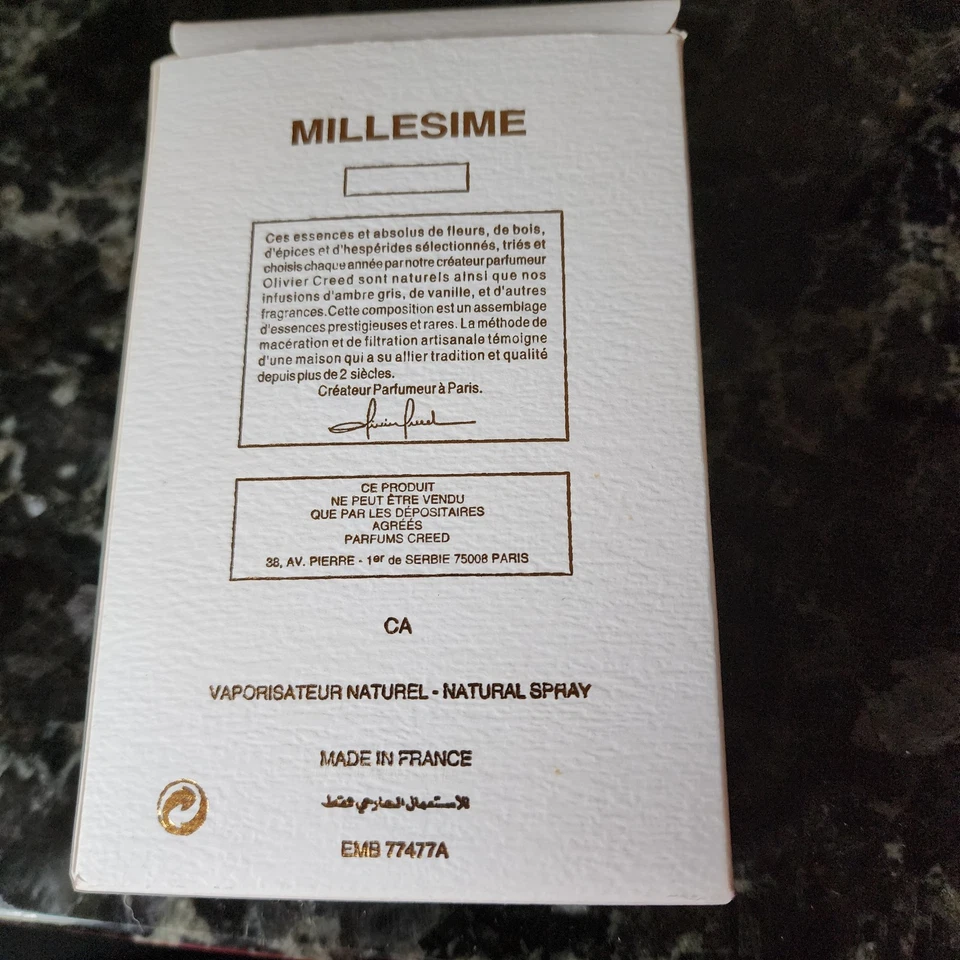 MILLESIME
Ces essences et absolus de fleurs, de bois,
d'épices et d'hespérides sélectionnés, triés et
choisis chaque année par notre créateur parfumeur
Olivier Creed sont naturels ainsi que nos
infusions d'ambre gris, de vanille, et d'autres
fragrances. Cette composition est un assemblage
d'essences prestigieuses et rares. La méthode de
macération et de filtration artisanale témoigne
d'une maison qui a su allier tradition et qualité
depuis plus de 2 siècles.
Créateur Parfumeur à Paris.
Olivier Creed
CE PRODUIT
NE PEUT ÊTRE VENDU
QUE PAR LES DÉPOSITAIRES
AGRÉÉS
PARFUMS CREED
38, AV. PIERRE - 1er de SERBIE 75008 PARIS
CA
VAPORISATEUR NATUREL - NATURAL SPRAY
MADE IN FRANCE
للأستعمال الخارجي فقط
EMB 77477A